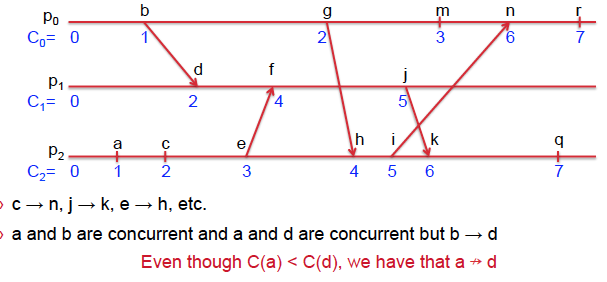 b g m n r
p0
C0= 0 1 2 3 6 7
d f j
p1
C1= 0 2 4 5
a c e h i k q
p2
C2= 0 1 2 3 4 5 6 7
c → n, j → k, e → h, etc.
a and b are concurrent and a and d are concurrent but b → d
Even though C(a) < C(d), we have that a ↛ d